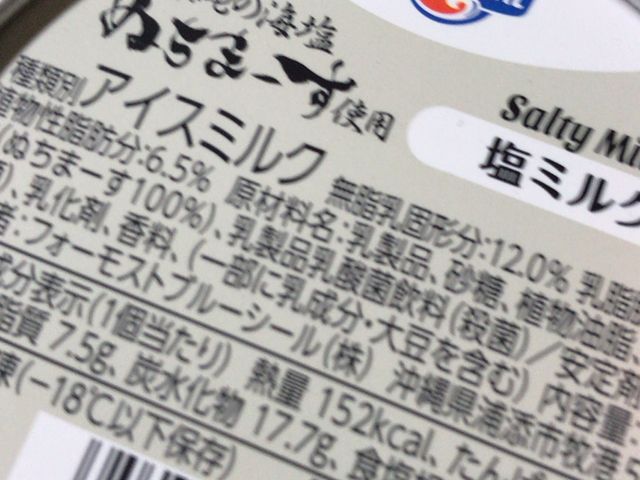 の海塩
ぬちまーす使用
Salty Mi
塩ミルク
種類別アイスミルク
無脂乳固形分:12.0% 乳脂
植物性脂肪分:6.5% 原材料名:乳製品、砂糖、植物油脂
(ぬちまーす100%)、乳製品乳酸菌飲料(殺菌)/安定剤
、乳化剤、香料、(一部に乳成分・大豆を含む) 内容量
:フォーモストブルーシール(株) 沖縄県浦添市牧港
成分表示(1個当たり) 熱量 152kcal、たんぱ
脂質 7.5g、炭水化物 17.7g、食塩
(-18℃以下保存)